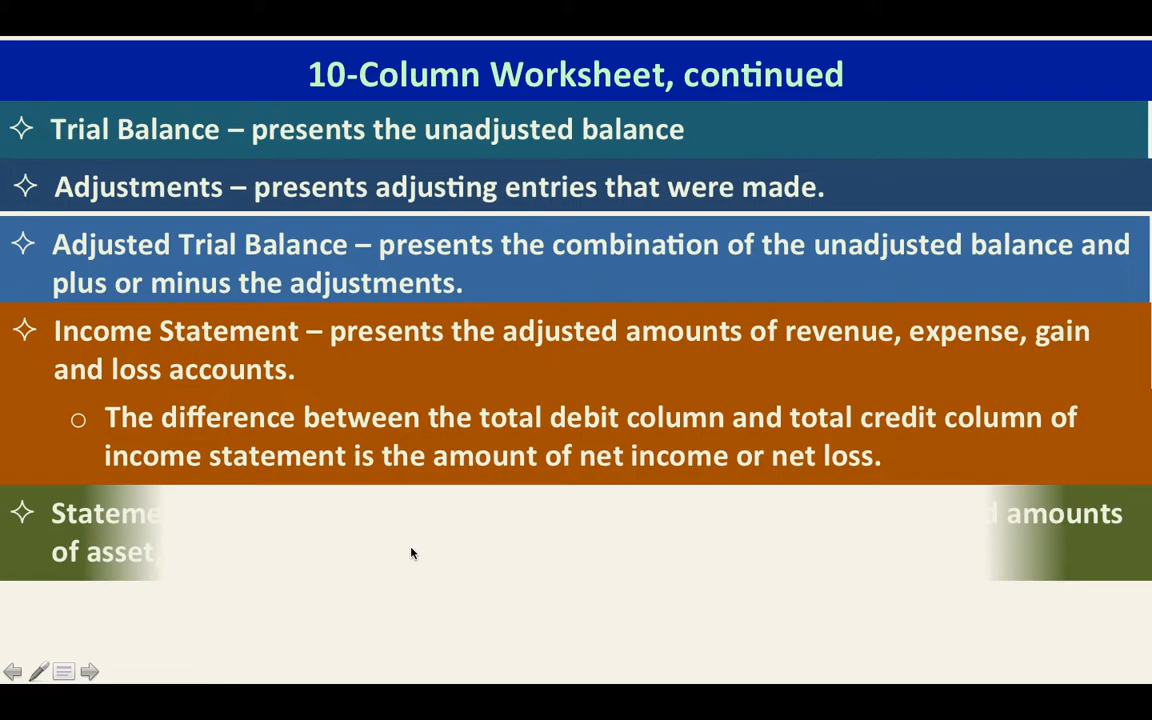 10-Column Worksheet, continued
✧ Trial Balance – presents the unadjusted balance
✧ Adjustments – presents adjusting entries that were made.
✧ Adjusted Trial Balance – presents the combination of the unadjusted balance and
plus or minus the adjustments.
✧ Income Statement – presents the adjusted amounts of revenue, expense, gain
and loss accounts.
○ The difference between the total debit column and total credit column of
income statement is the amount of net income or net loss.
✧ amounts
of asset,